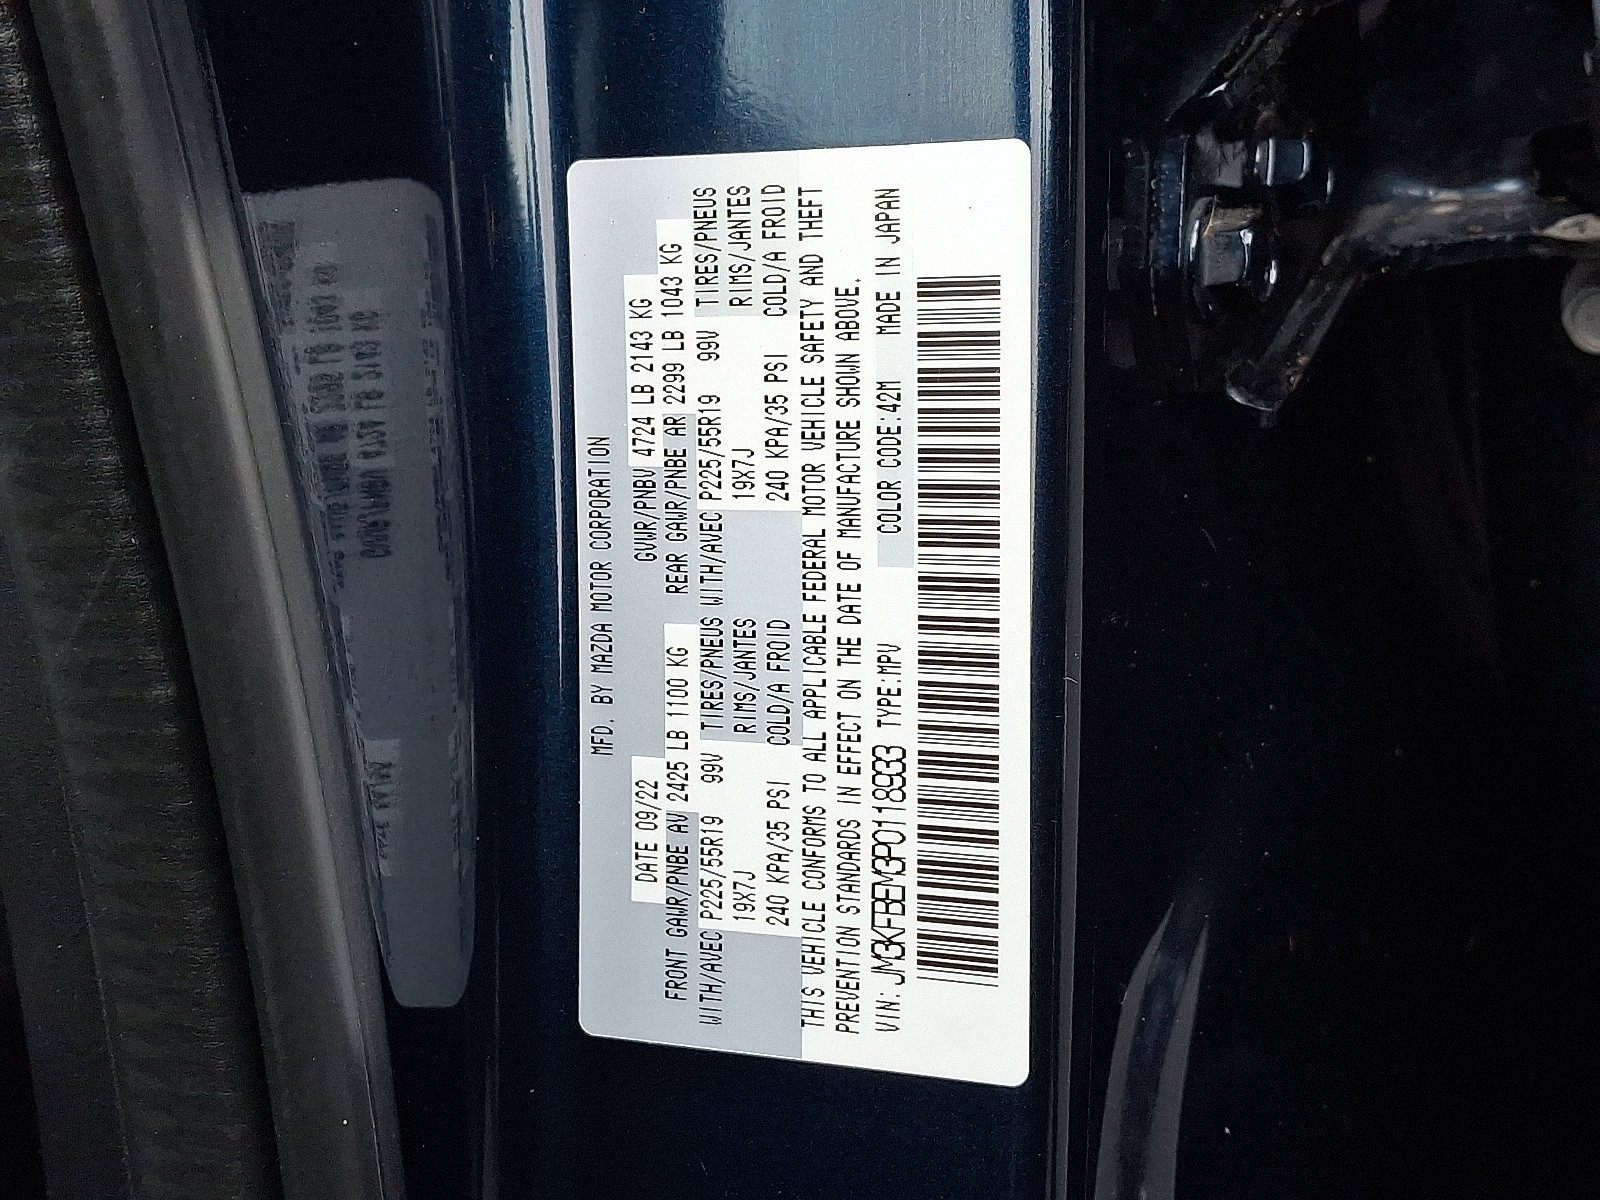 MFD. BY MAZDA MOTOR CORPORATION
DATE 09/22 GVWR/PNBV 4724 LB 2143 KG
FRONT GAWR/PNBE AV 2425 LB 1100 KG REAR GAWR/PNBE AR 2299 LB 1043 KG
WITH/AVEC P225/55R19 99V TIRES/PNEUS WITH/AVEC P225/55R19 99V TIRES/PNEUS
19X7J RIMS/JANTES 19X7J RIMS/JANTES
240 KPA/35 PSI COLD/A FROID 240 KPA/35 PSI COLD/A FROID
THIS VEHICLE CONFORMS TO ALL APPLICABLE FEDERAL MOTOR VEHICLE SAFETY AND THEFT
PREVENTION STANDARDS IN EFFECT ON THE DATE OF MANUFACTURE SHOWN ABOVE.
VIN: JM3KFBEM3P0118933 TYPE:MPV COLOR CODE:42M MADE IN JAPAN